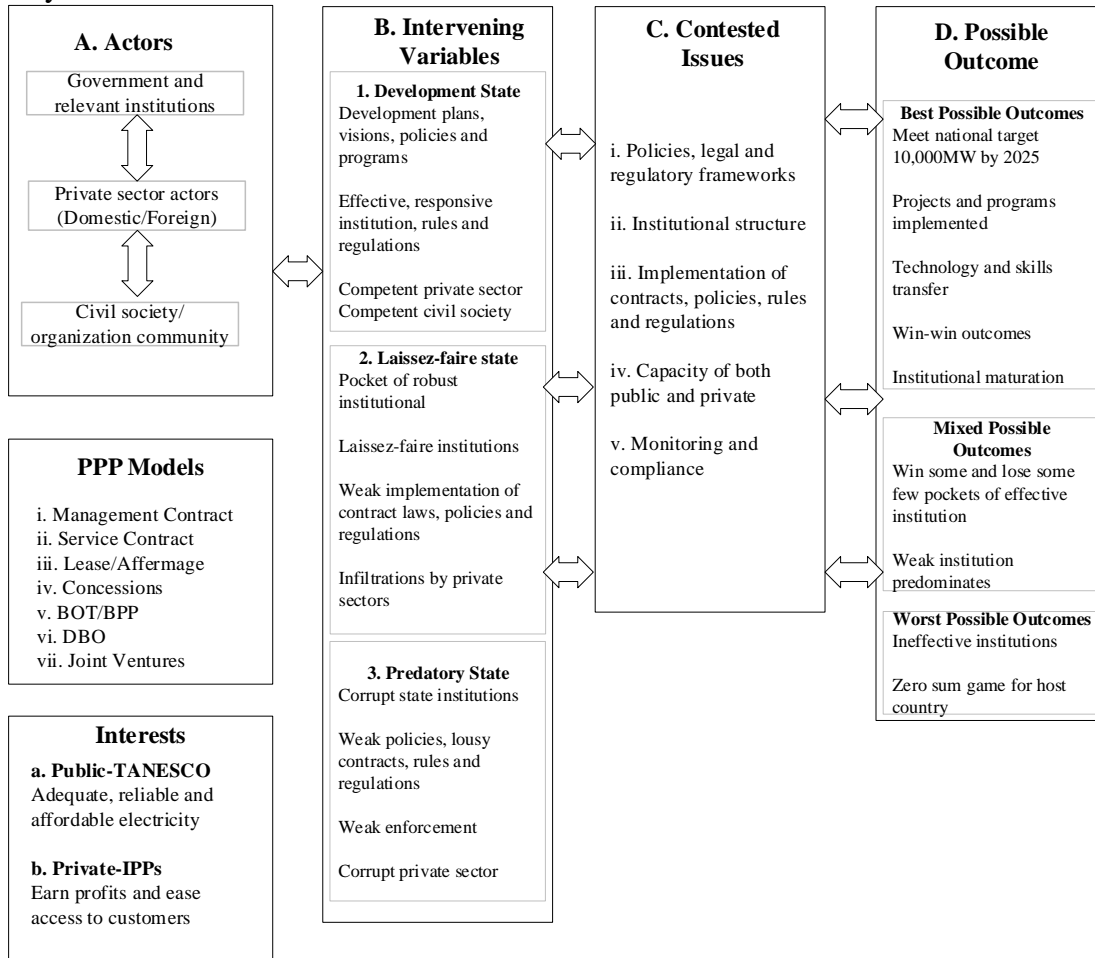 A. Actors
Government and
relevant institutions
Private sector actors
(Domestic/Foreign)
Civil society/
organization community
PPP Models
i. Management Contract
ii. Service Contract
iii. Lease/Affermage
iv. Concessions
v. BOT/BPP
vi. DBO
vii. Joint Ventures
Interests
a. Public-TANESCO
Adequate, reliable and
affordable electricity
b. Private-IPPs
Earn profits and ease
access to customers
B. Intervening
Variables
1. Development State
Development plans,
visions, policies and
programs
Effective, responsive
institution, rules and
regulations
Competent private sector
Competent civil society
2. Laissez-faire state
Pocket of robust
institutional
Laissez-faire institutions
Weak implementation of
contract laws, policies and
regulations
Infiltrations by private
sectors
3. Predatory State
Corrupt state institutions
Weak policies, lousy
contracts, rules and
regulations
Weak enforcement
Corrupt private sector
C. Contested
Issues
i. Policies, legal and
regulatory frameworks
ii. Institutional structure
iii. Implementation of
contracts, policies, rules
and regulations
iv. Capacity of both
public and private
v. Monitoring and
compliance
D. Possible
Outcome
Best Possible Outcomes
Meet national target
10,000MW by 2025
Projects and programs
implemented
Technology and skills
transfer
Win-win outcomes
Institutional maturation
Mixed Possible
Outcomes
Win some and lose some
few pockets of effective
institution
Weak institution
predominates
Worst Possible Outcomes
Ineffective institutions
Zero sum game for host
country